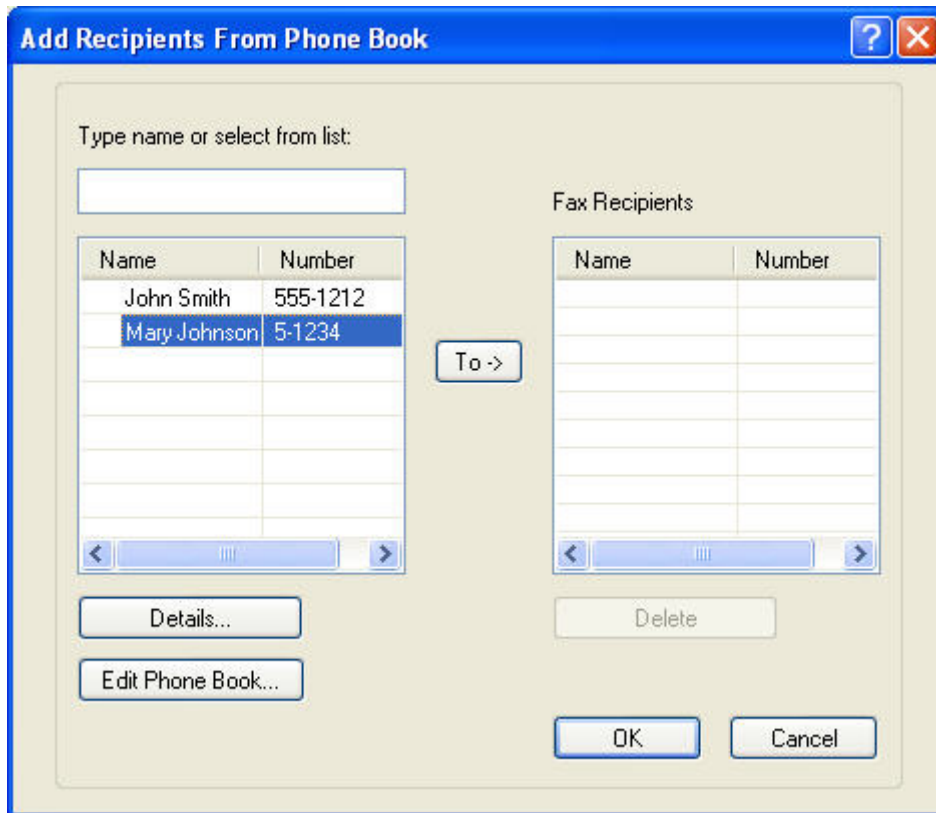 Add Recipients From Phone Book
Type name or select from list:
Name Number
John Smith 555-1212
Mary Johnson 5-1234
To ->
Fax Recipients
Name Number
Details...
Edit Phone Book...
Delete
OK Cancel